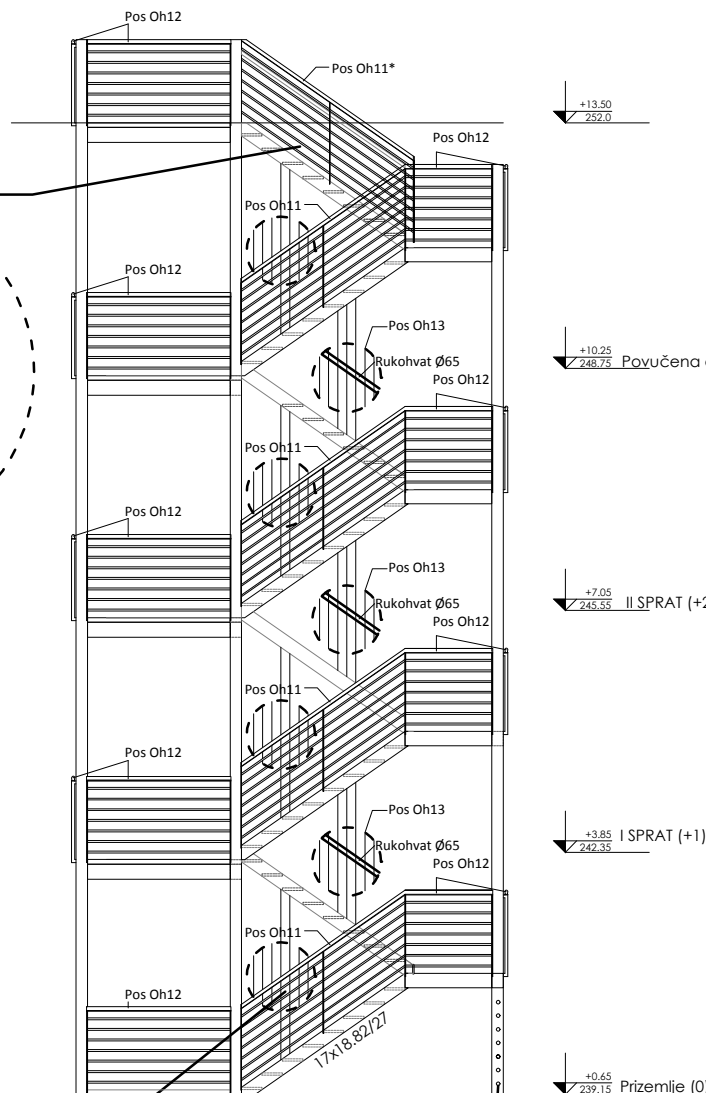 Pos Oh12
Pos Oh11*
+13.50
252.0
Pos Oh12
Pos Oh11
Pos Oh12
Pos Oh13
+10.25
248.75 Povučena
Rukohvat Ø65
Pos Oh12
Pos Oh11
Pos Oh12
Pos Oh13
+7.05
245.55 II SPRAT (+2
Rukohvat Ø65
Pos Oh12
Pos Oh11
Pos Oh12
Pos Oh13
+3.85 I SPRAT (+1)
242.35
Rukohvat Ø65
Pos Oh12
Pos Oh11
Pos Oh12
17x18.82/27
+0.65
239.15 Prizemlje (0)